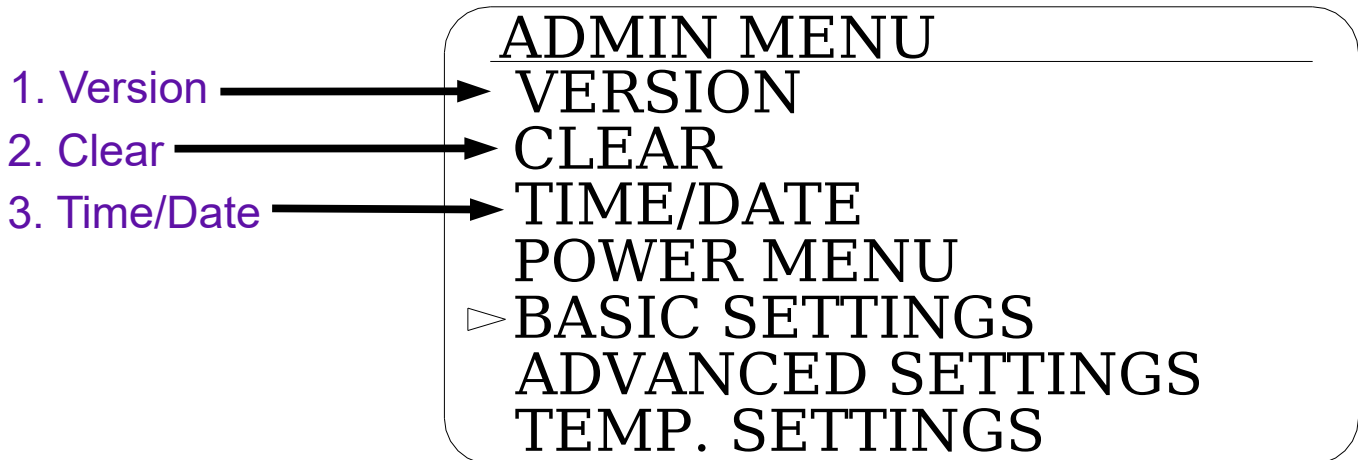 ADMIN MENU
1. Version
VERSION
2. Clear
CLEAR
3. Time/Date
TIME/DATE
POWER MENU
BASIC SETTINGS
ADVANCED SETTINGS
TEMP. SETTINGS